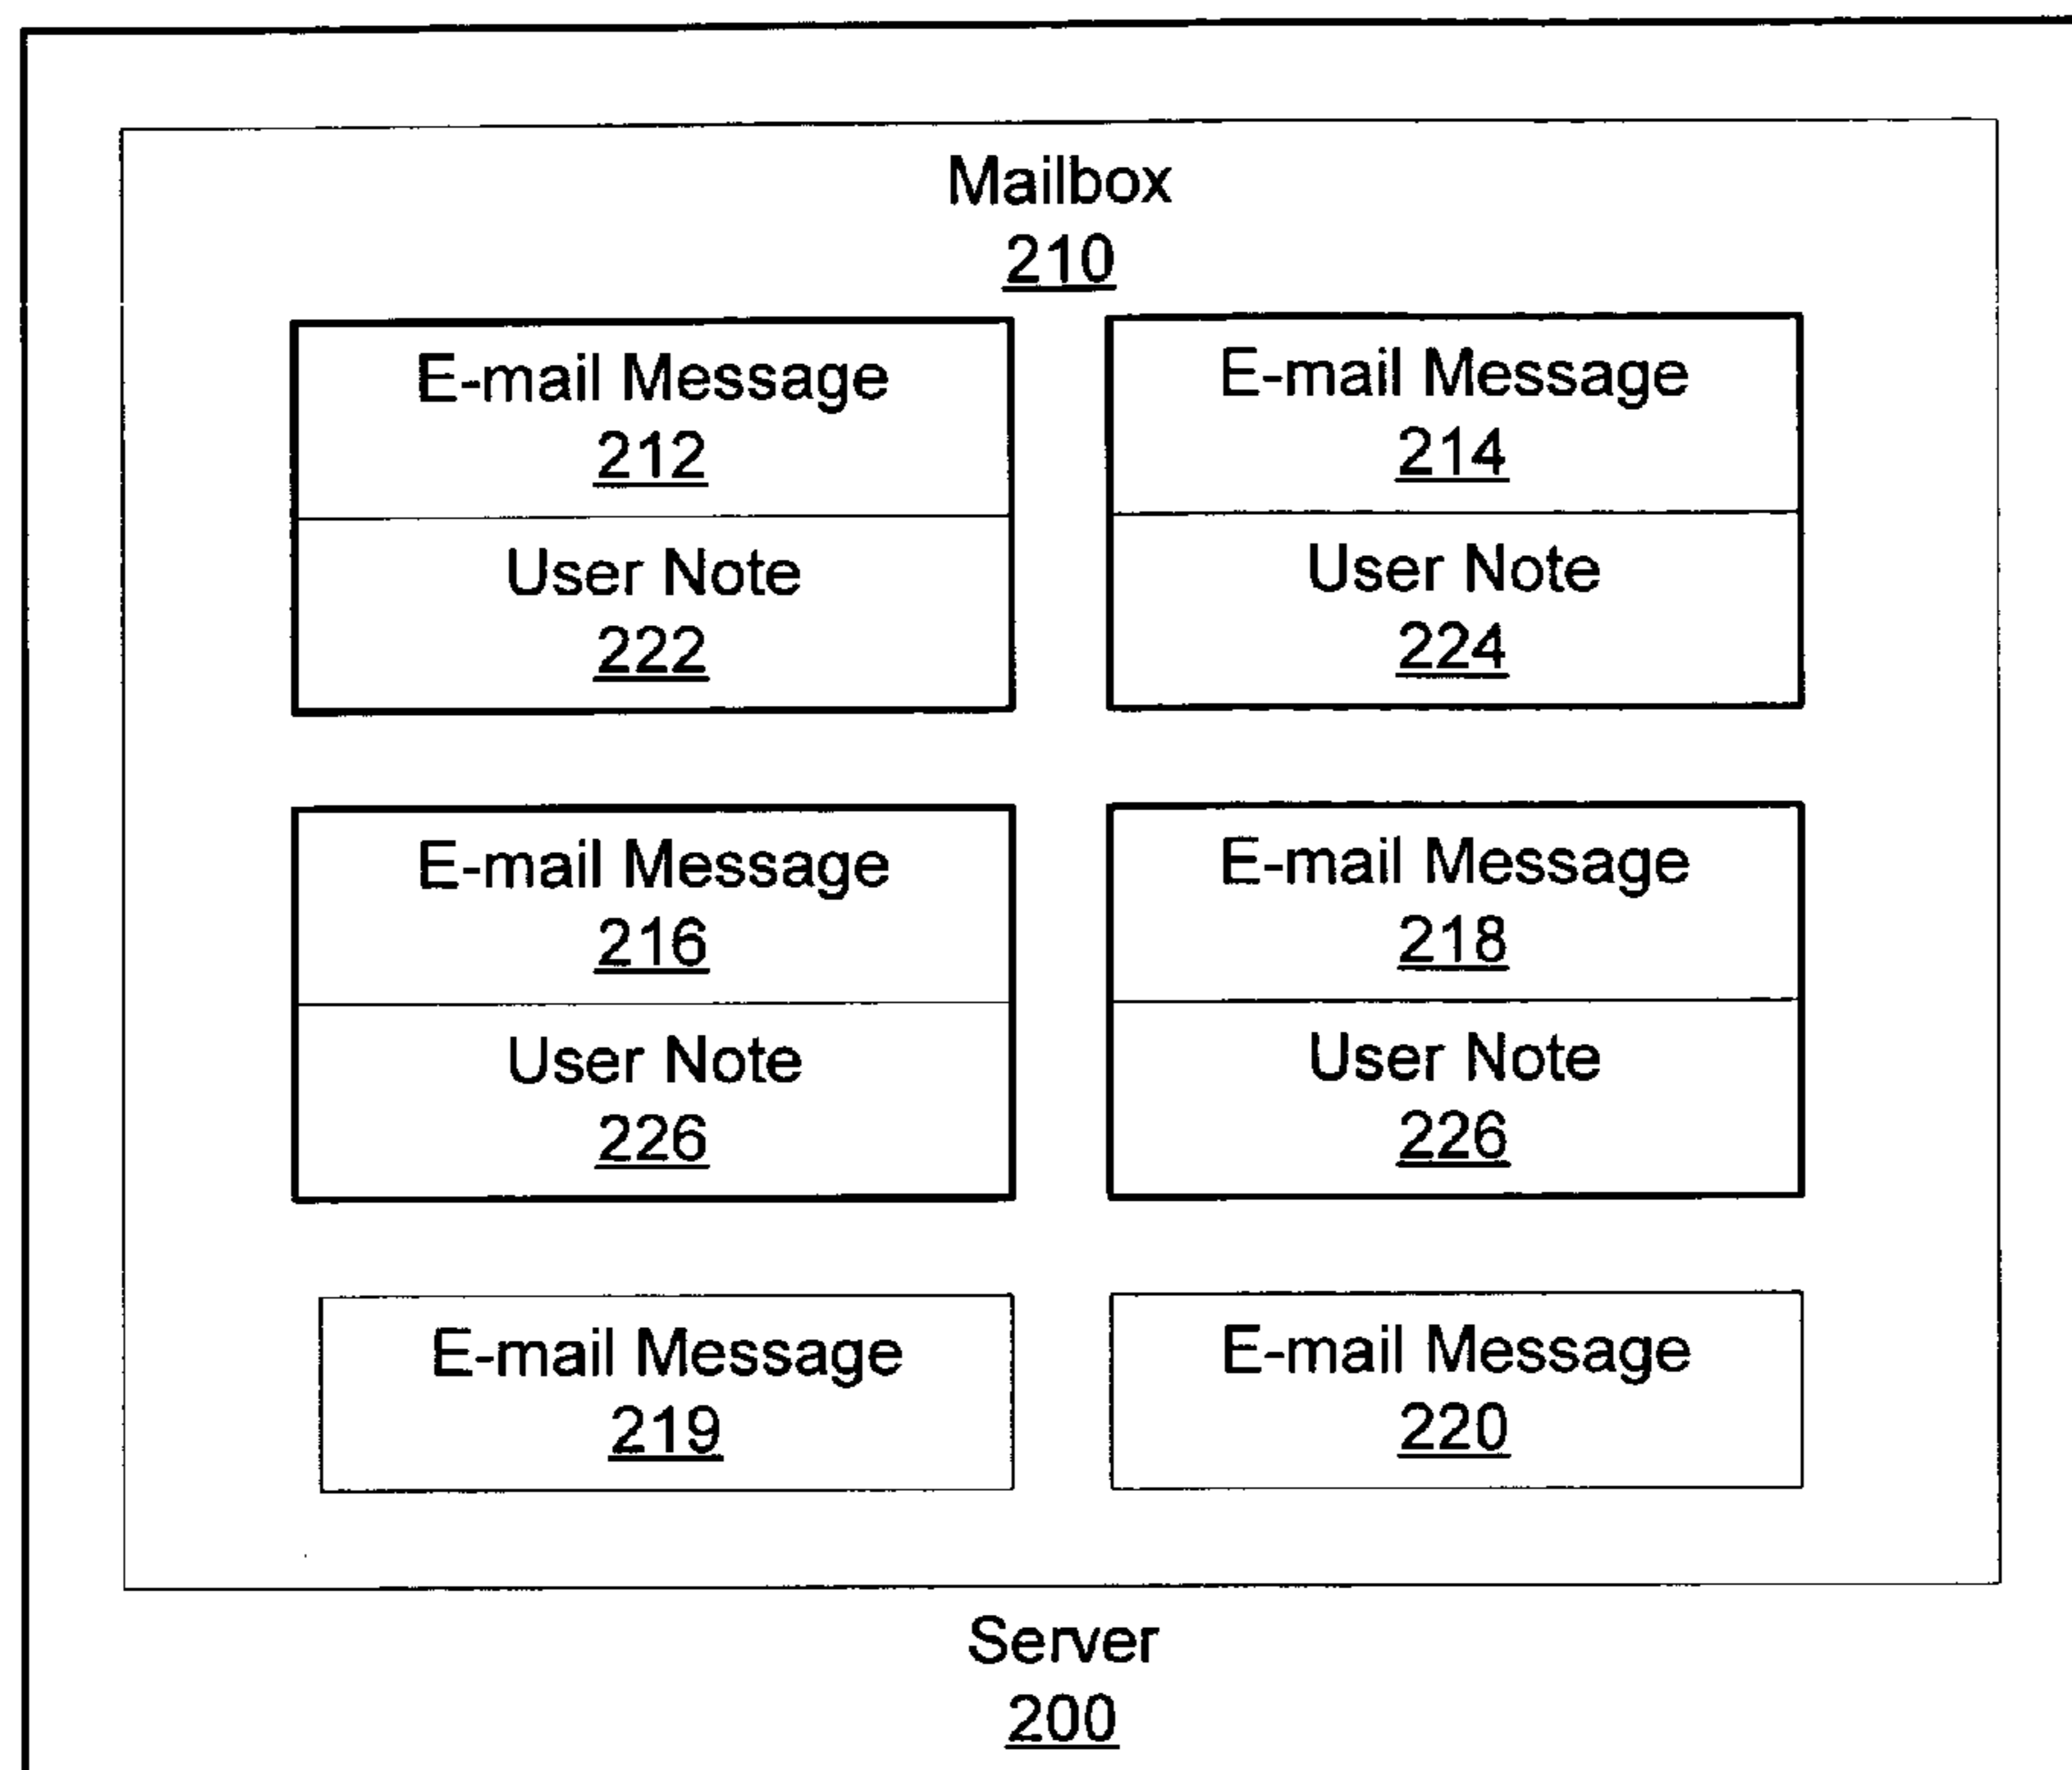 Mailbox
210
E-mail Message
212
User Note
222
E-mail Message
214
User Note
224
E-mail Message
216
User Note
226
E-mail Message
218
User Note
226
E-mail Message
219
E-mail Message
220
Server
200